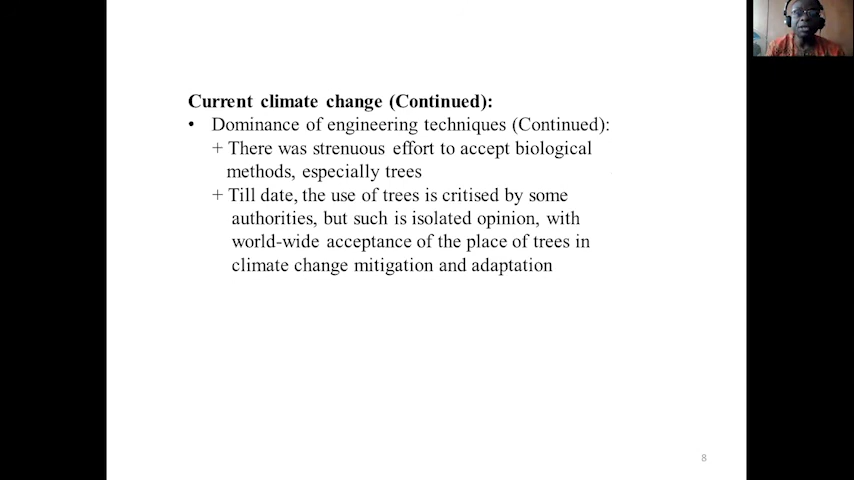 Current climate change (Continued):
• Dominance of engineering techniques (Continued):
+ There was strenuous effort to accept biological
methods, especially trees
+ Till date, the use of trees is critised by some
authorities, but such is isolated opinion, with
world-wide acceptance of the place of trees in
climate change mitigation and adaptation
8